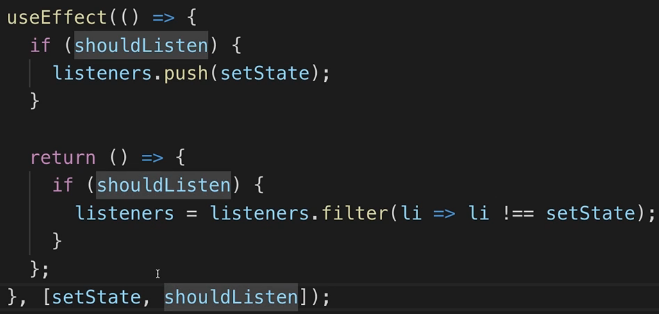 useEffect(() => {
  if (shouldListen) {
    listeners.push(setState);
  }

  return () => {
    if (shouldListen) {
      listeners = listeners.filter(li => li !== setState);
    }
  };
}, [setState, shouldListen]);